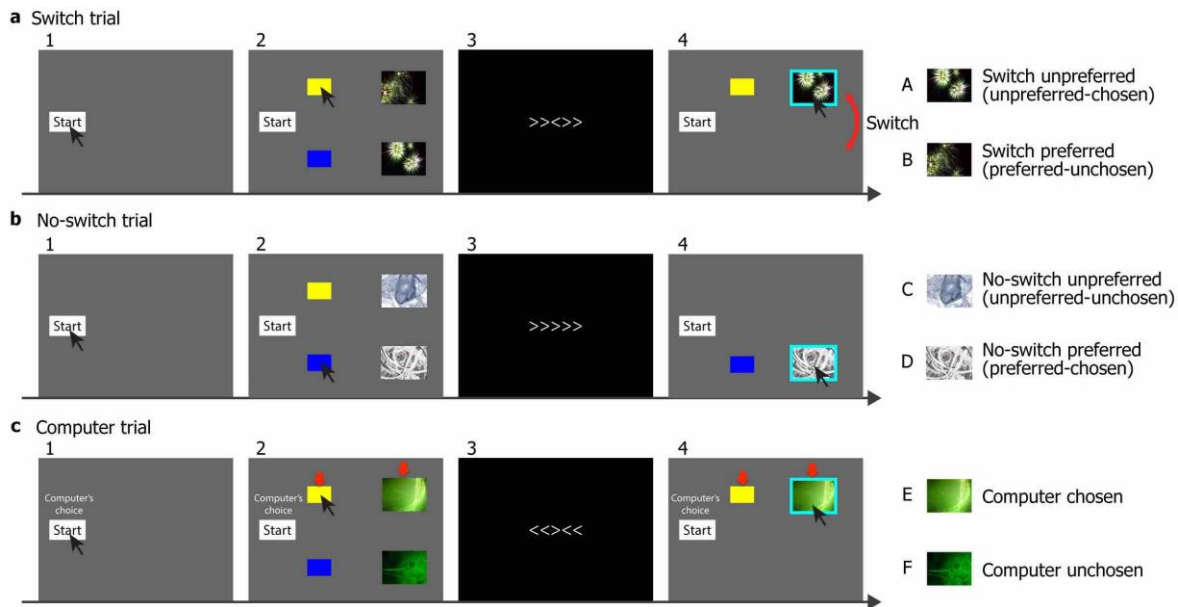 a Switch trial
1 2 3 4
Start Start >><>> Start
Switch
A Switch unpreferred
(unpreferred-chosen)
B Switch preferred
(preferred-unchosen)
b No-switch trial
1 2 3 4
Start Start >>>>> Start
C No-switch unpreferred
(unpreferred-unchosen)
D No-switch preferred
(preferred-chosen)
c Computer trial
1 2 3 4
Computer's
choice
Start
Computer's
choice
Start
<<><<
Computer's
choice
Start
E Computer chosen
F Computer unchosen